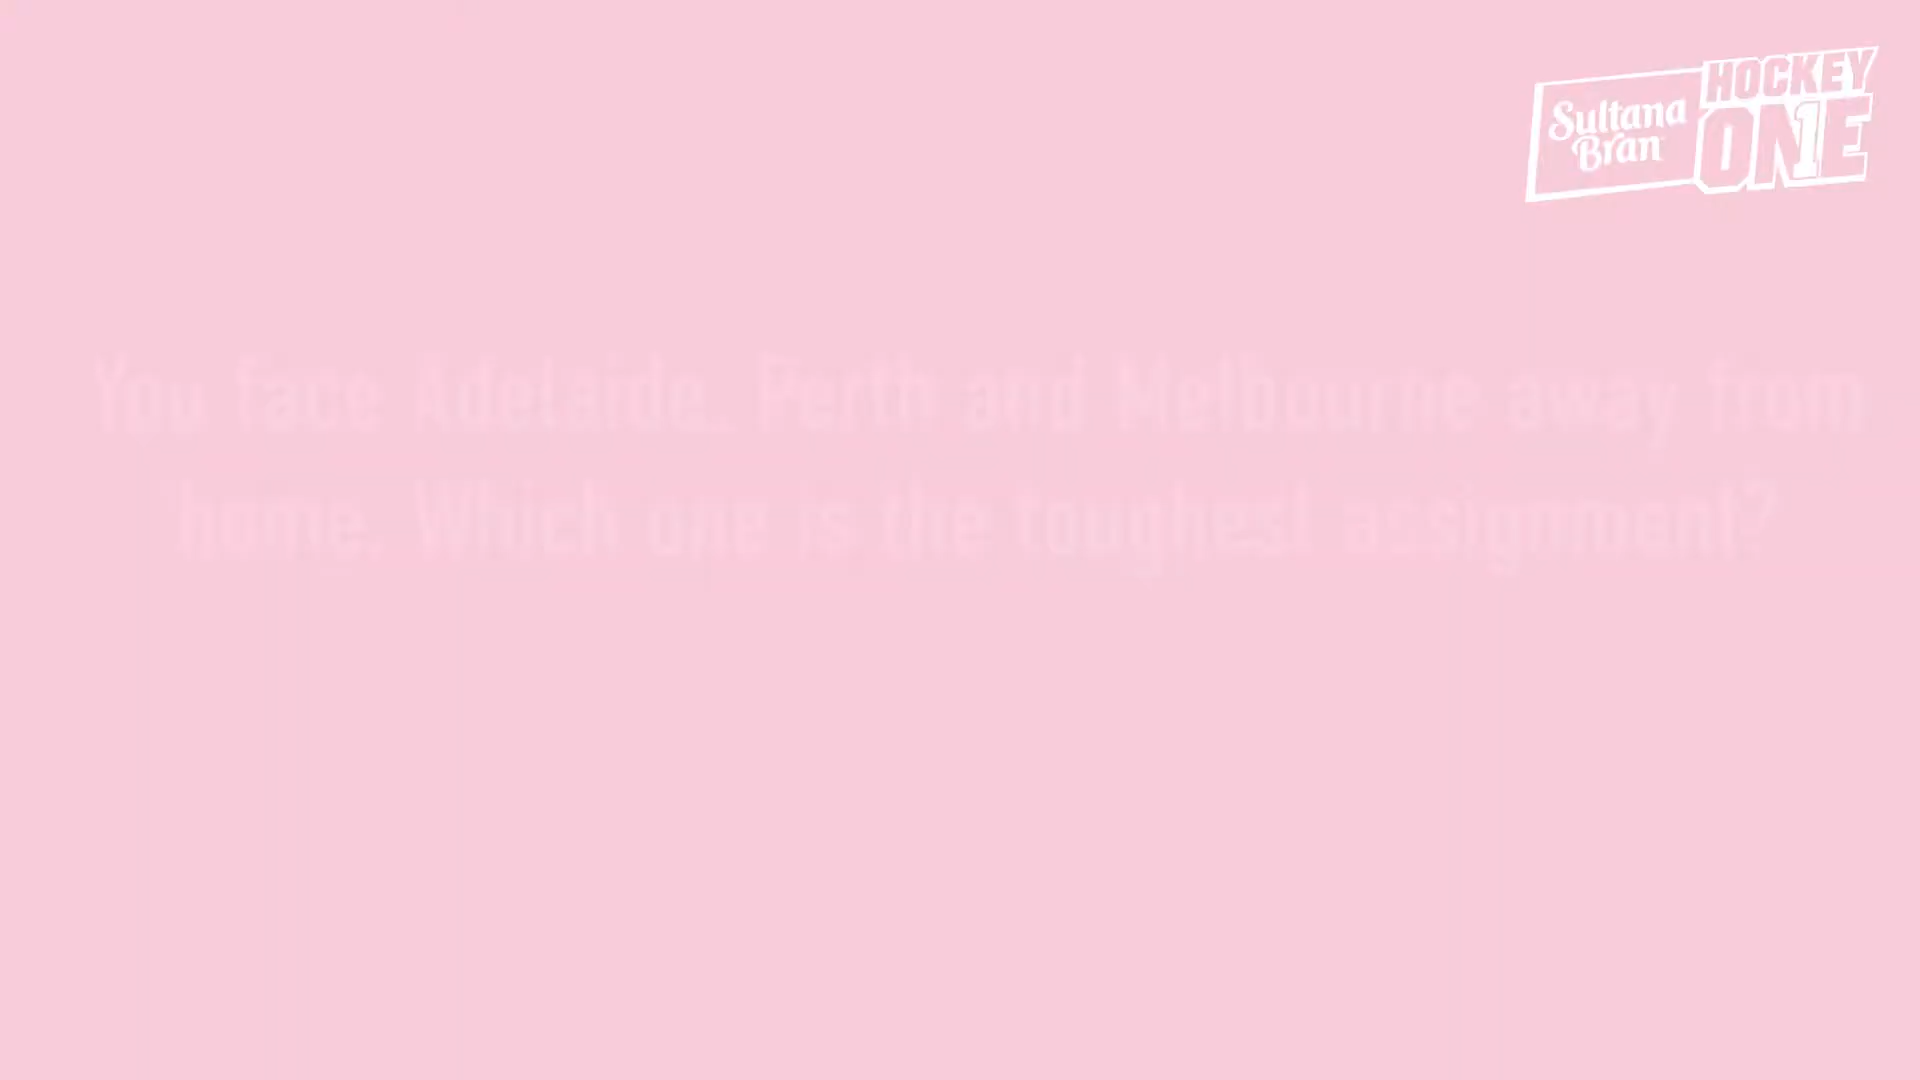 Sultana
Bran
HOCKEY
ONE
You face Adelaide, Perth and Melbourne away from
home. Which one is the toughest assignment?